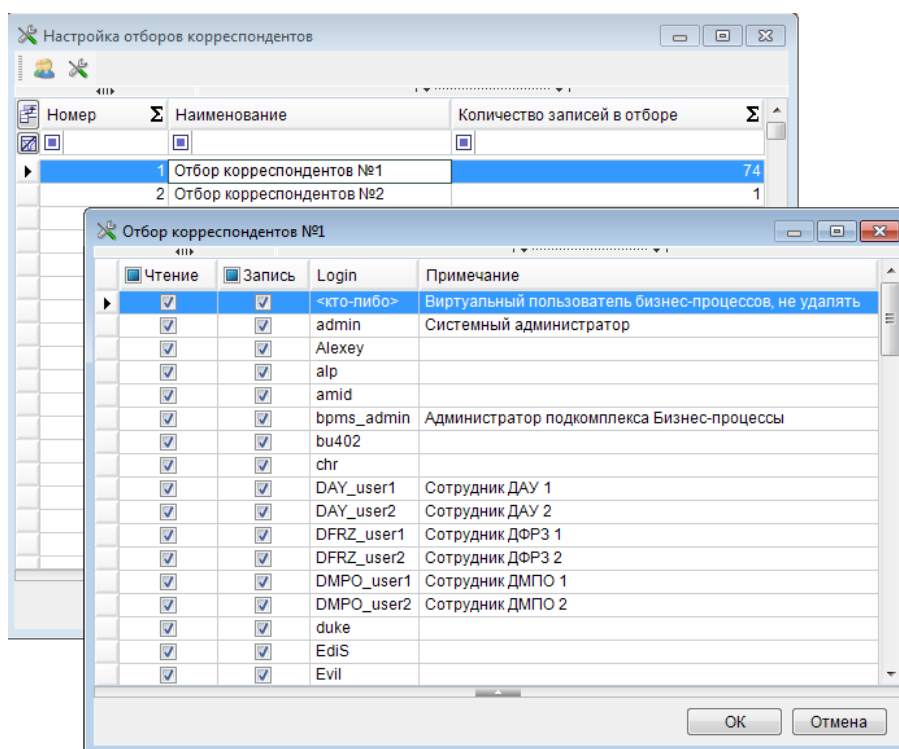 Настройка отборов корреспондентов
Номер Σ Наименование Количество записей в отборе Σ
1 Отбор корреспондентов №1 74
2 Отбор корреспондентов №2 1
Отбор корреспондентов №1
Чтение Запись Login Примечание
<кто-либо> Виртуальный пользователь бизнес-процессов, не удалять
admin Системный администратор
Alexey
alp
amid
bpms_admin Администратор подкомплекса Бизнес-процессы
bu402
chr
DAY_user1 Сотрудник ДАУ 1
DAY_user2 Сотрудник ДАУ 2
DFRZ_user1 Сотрудник ДФРЗ 1
DFRZ_user2 Сотрудник ДФРЗ 2
DMPO_user1 Сотрудник ДМПО 1
DMPO_user2 Сотрудник ДМПО 2
duke
EdiS
Evil
ОК Отмена